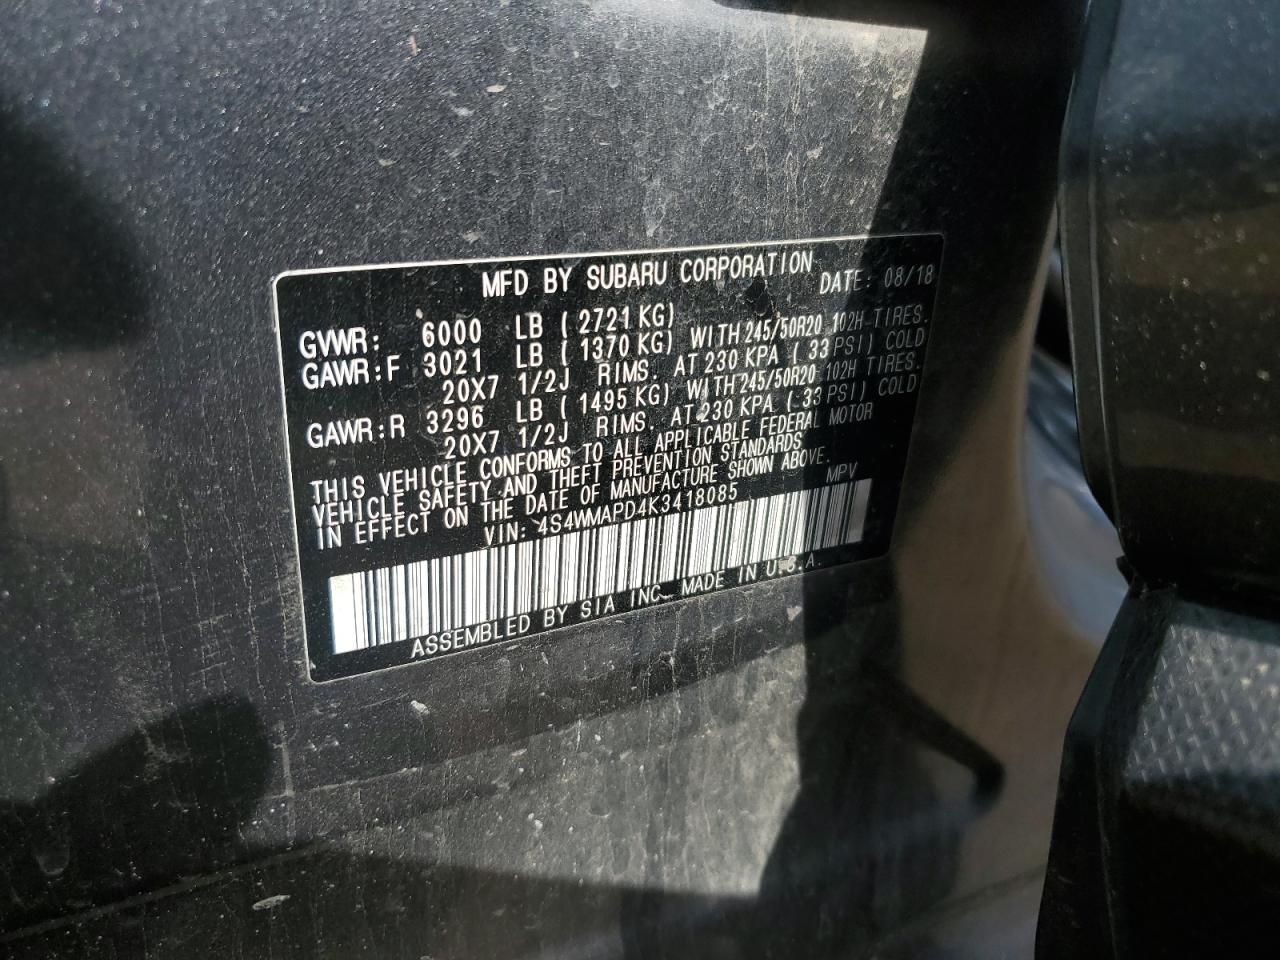 MFD BY SUBARU CORPORATION DATE: 08/18
GVWR: 6000 LB ( 2721 KG)
GAWR:F 3021 LB ( 1370 KG) WITH 245/50R20 102H TIRES.
20X7 1/2J RIMS. AT 230 KPA ( 33 PSI) COLD
GAWR:R 3296 LB ( 1495 KG) WITH 245/50R20 102H TIRES.
20X7 1/2J RIMS. AT 230 KPA ( 33 PSI) COLD
THIS VEHICLE CONFORMS TO ALL APPLICABLE FEDERAL MOTOR
VEHICLE SAFETY AND THEFT PREVENTION STANDARDS
IN EFFECT ON THE DATE OF MANUFACTURE SHOWN ABOVE.
VIN: 4S4WMAPD4K3418085 MPV
ASSEMBLED BY SIA INC. MADE IN U.S.A.